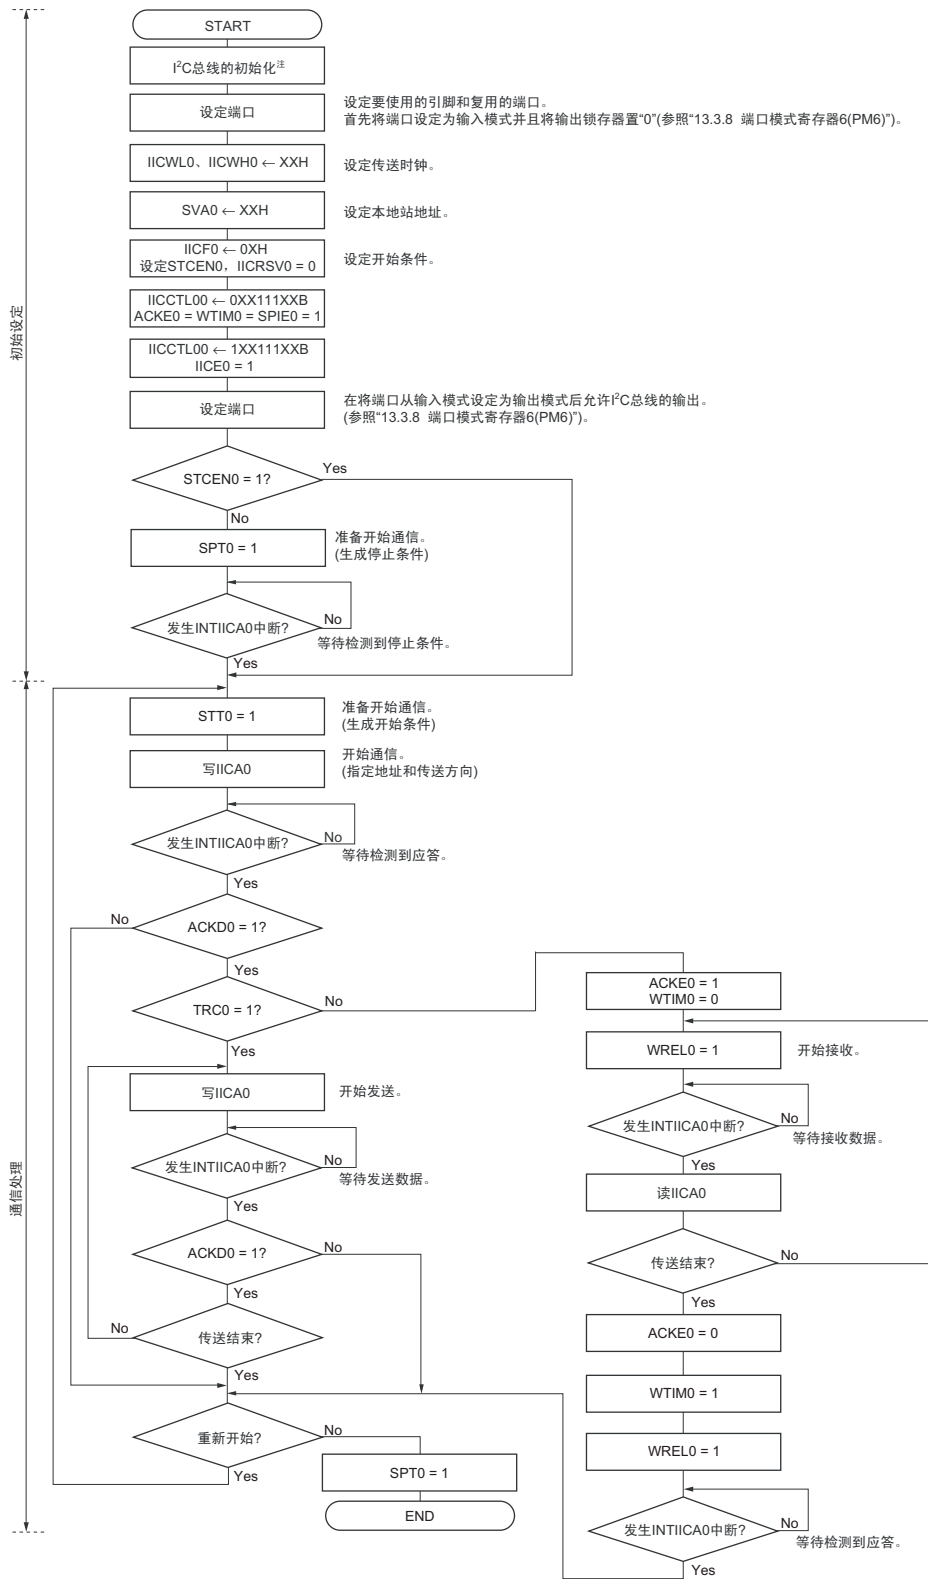 START
I²C总线的初始化注
设定端口
设定要使用的引脚和复用的端口。
首先将端口设定为输入模式并且将输出锁存器置“0”(参照“13.3.8 端口模式寄存器6(PM6)”)。
IICWL0、IICWH0 ← XXH
设定传送时钟。
SVA0 ← XXH
设定本地站地址。
IICF0 ← 0XH
设定STCEN0，IICRSV0 = 0
设定开始条件。
IICCTL00 ← 0XX111XXB
ACKE0 = WTIM0 = SPIE0 = 1
IICCTL00 ← 1XX111XXB
IICE0 = 1
初始设定
设定端口
在将端口从输入模式设定为输出模式后允许I²C总线的输出。
(参照“13.3.8 端口模式寄存器6(PM6)”)。
STCEN0 = 1?
Yes
No
SPT0 = 1
准备开始通信。
(生成停止条件)
发生INTIICA0中断?
No
等待检测到停止条件。
Yes
STT0 = 1
准备开始通信。
(生成开始条件)
写IICA0
开始通信。
(指定地址和传送方向)
发生INTIICA0中断?
No
等待检测到应答。
Yes
No
ACKD0 = 1?
Yes
TRC0 = 1?
No
Yes
写IICA0
开始发送。
发生INTIICA0中断?
No
等待发送数据。
Yes
通信处理
ACKD0 = 1?
No
Yes
No
传送结束?
Yes
重新开始?
No
Yes
SPT0 = 1
END
ACKE0 = 1
WTIM0 = 0
WREL0 = 1
开始接收。
发生INTIICA0中断?
No
等待接收数据。
Yes
读IICA0
传送结束?
No
Yes
ACKE0 = 0
WTIM0 = 1
WREL0 = 1
发生INTIICA0中断?
No
等待检测到应答。
Yes